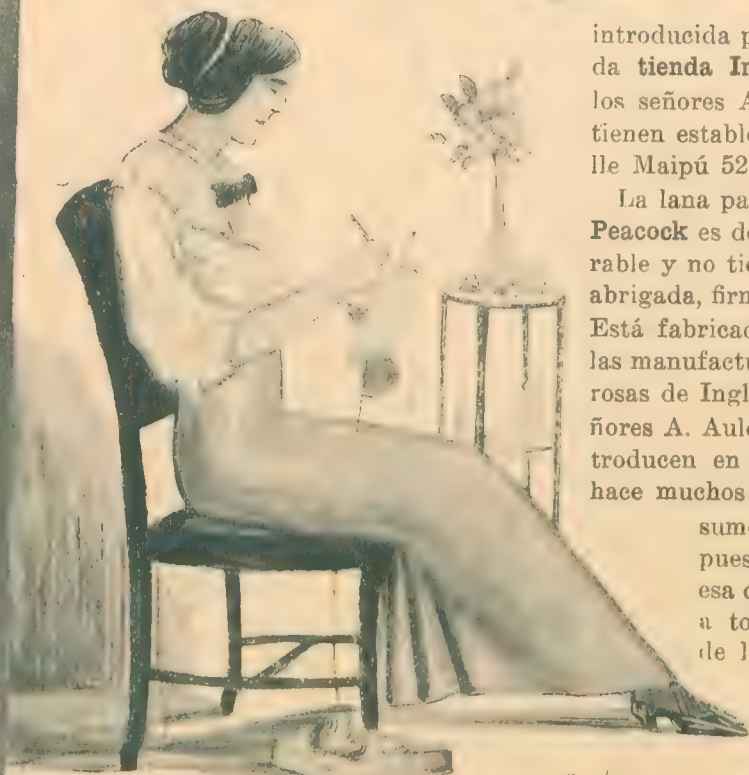 introducida p
da tienda In
los señores A
tienen establ
lle Maipú 52
La lana pa
Peacock es de
rable y no tie
abrigada, firm
Está fabricad
las manufactu
rosas de Ingl
ñores A. Aul
troducen en
hace muchos
sum
pues
esa c
a to
de l